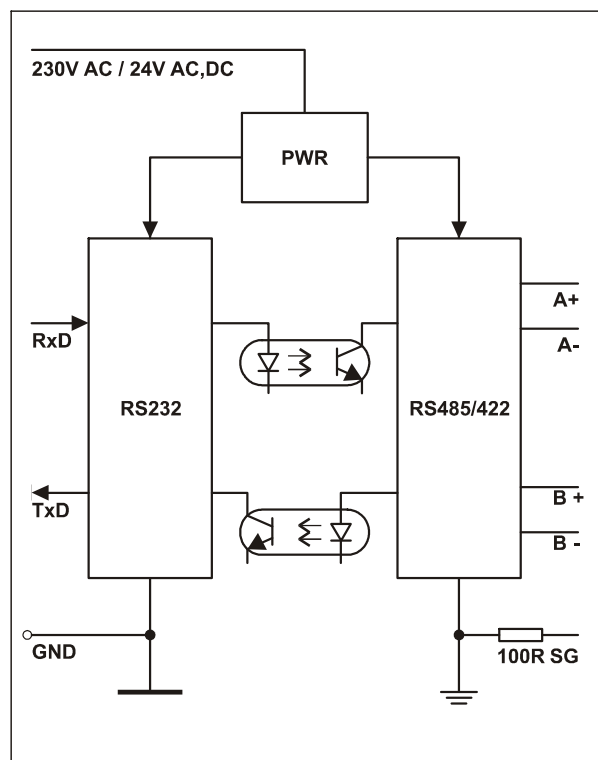 230V AC / 24V AC,DC
PWR
RxD
A+
A-
RS232
RS485/422
TxD
B +
B -
GND
100R SG